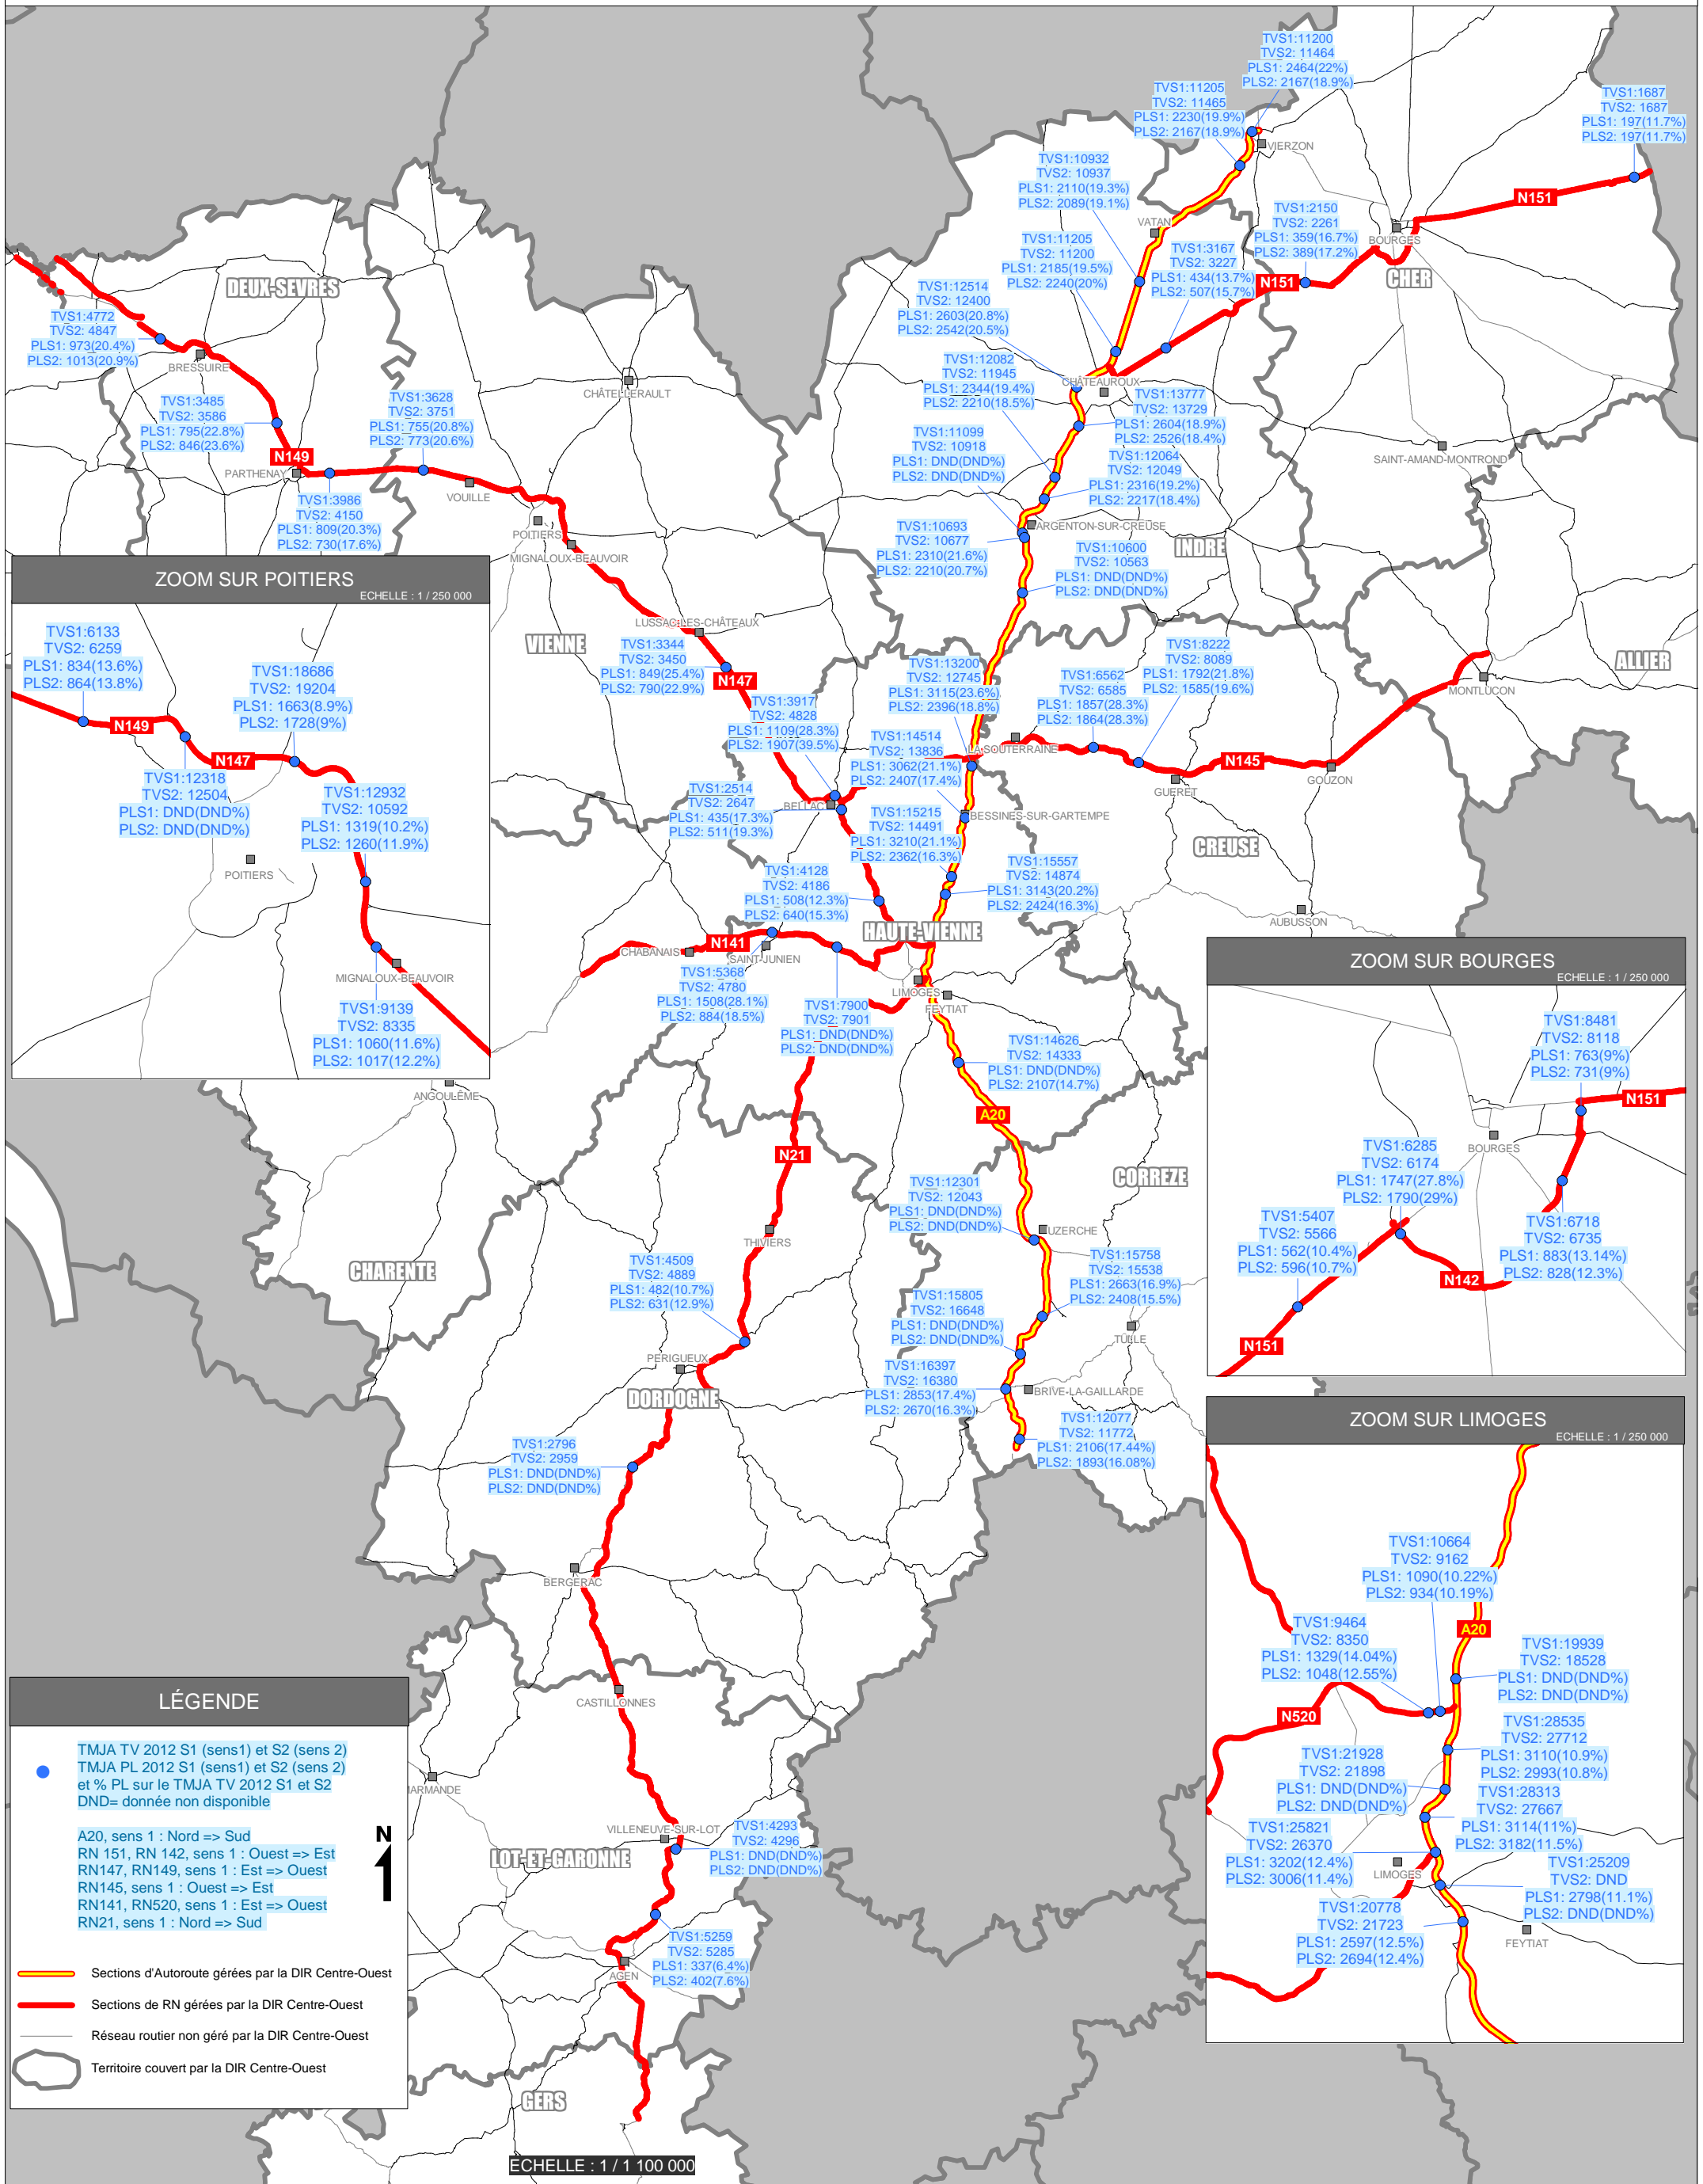 TVS1:11200
TVS2: 11464
PLS1: 2464(22%)
PLS2: 2167(18.9%)
TVS1:11205
TVS2: 11465
PLS1: 2230(19.9%)
PLS2: 2167(18.9%)
TVS1:1687
TVS2: 1687
PLS1: 197(11.7%)
PLS2: 197(11.7%)
VIERZON
TVS1:10932
TVS2: 10937
PLS1: 2110(19.3%)
PLS2: 2089(19.1%)
N151
VATAN
TVS1:2150
TVS2: 2261
PLS1: 359(16.7%)
PLS2: 389(17.2%)
BOURGES
CHER
N151
TVS1:11205
TVS2: 11200
PLS1: 2185(19.5%)
PLS2: 2240(20%)
TVS1:3167
TVS2: 3227
PLS1: 434(13.7%)
PLS2: 507(15.7%)
DEUX-SEVRES
TVS1:12514
TVS2: 12400
PLS1: 2603(20.8%)
PLS2: 2542(20.5%)
TVS1:4772
TVS2: 4847
PLS1: 973(20.4%)
PLS2: 1013(20.9%)
BRESSUIRE
TVS1:12082
TVS2: 11945
PLS1: 2344(19.4%)
PLS2: 2210(18.5%)
CHÂTEAUROUX
CHÂTELLERAULT
TVS1:3485
TVS2: 3586
PLS1: 795(22.8%)
PLS2: 846(23.6%)
TVS1:3628
TVS2: 3751
PLS1: 755(20.8%)
PLS2: 773(20.6%)
TVS1:13777
TVS2: 13729
PLS1: 2604(18.9%)
PLS2: 2526(18.4%)
TVS1:11099
TVS2: 10918
PLS1: DND(DND%)
PLS2: DND(DND%)
N149
PARTHENAY
VOUILLE
SAINT-AMAND-MONTROND
TVS1:12064
TVS2: 12049
PLS1: 2316(19.2%)
PLS2: 2217(18.4%)
TVS1:3986
TVS2: 4150
PLS1: 809(20.3%)
PLS2: 730(17.6%)
POITIERS
MIGNALOUX-BEAUVOIR
ARGENTON-SUR-CREUSE
TVS1:10693
TVS2: 10677
PLS1: 2310(21.6%)
PLS2: 2210(20.7%)
INDRE
TVS1:10600
TVS2: 10563
PLS1: DND(DND%)
PLS2: DND(DND%)
ZOOM SUR POITIERS
ECHELLE : 1 / 250 000
TVS1:6133
TVS2: 6259
PLS1: 834(13.6%)
PLS2: 864(13.8%)
TVS1:18686
TVS2: 19204
PLS1: 1663(8.9%)
PLS2: 1728(9%)
N149
N147
TVS1:12318
TVS2: 12504
PLS1: DND(DND%)
PLS2: DND(DND%)
TVS1:12932
TVS2: 10592
PLS1: 1319(10.2%)
PLS2: 1260(11.9%)
POITIERS
MIGNALOUX-BEAUVOIR
TVS1:9139
TVS2: 8335
PLS1: 1060(11.6%)
PLS2: 1017(12.2%)
LUSSAC-LES-CHÂTEAUX
VIENNE
TVS1:3344
TVS2: 3450
PLS1: 849(25.4%)
PLS2: 790(22.9%)
N147
TVS1:13200
TVS2: 12745
PLS1: 3115(23.6%)
PLS2: 2396(18.8%)
TVS1:6562
TVS2: 6585
PLS1: 1857(28.3%)
PLS2: 1864(28.3%)
TVS1:8222
TVS2: 8089
PLS1: 1792(21.8%)
PLS2: 1585(19.6%)
ALLIER
MONTLUCON
TVS1:3917
TVS2: 4828
PLS1: 1109(28.3%)
PLS2: 1907(39.5%)
TVS1:14514
TVS2: 13836
PLS1: 3062(21.1%)
PLS2: 2407(17.4%)
LA SOUTERRAINE
N145
GUERET
GOUZON
TVS1:2514
TVS2: 2647
PLS1: 435(17.3%)
PLS2: 511(19.3%)
BELLAC
TVS1:15215
TVS2: 14491
PLS1: 3210(21.1%)
PLS2: 2362(16.3%)
BESSINES-SUR-GARTEMPE
CREUSE
TVS1:4128
TVS2: 4186
PLS1: 508(12.3%)
PLS2: 640(15.3%)
TVS1:15557
TVS2: 14874
PLS1: 3143(20.2%)
PLS2: 2424(16.3%)
AUBUSSON
HAUTE-VIENNE
N141
CHABANAIS
SAINT-JUNIEN
TVS1:5368
TVS2: 4780
PLS1: 1508(28.1%)
PLS2: 884(18.5%)
LIMOGES
FEYTIAT
TVS1:7900
TVS2: 7901
PLS1: DND(DND%)
PLS2: DND(DND%)
TVS1:14626
TVS2: 14333
PLS1: DND(DND%)
PLS2: 2107(14.7%)
ANGOULÊME
A20
N21
CORREZE
ZOOM SUR BOURGES
ECHELLE : 1 / 250 000
TVS1:8481
TVS2: 8118
PLS1: 763(9%)
PLS2: 731(9%)
N151
BOURGES
TVS1:6285
TVS2: 6174
PLS1: 1747(27.8%)
PLS2: 1790(29%)
TVS1:5407
TVS2: 5566
PLS1: 562(10.4%)
PLS2: 596(10.7%)
TVS1:6718
TVS2: 6735
PLS1: 883(13.14%)
PLS2: 828(12.3%)
N142
N151
TVS1:12301
TVS2: 12043
PLS1: DND(DND%)
PLS2: DND(DND%)
UZERCHE
THIVIERS
CHARENTE
TVS1:4509
TVS2: 4889
PLS1: 482(10.7%)
PLS2: 631(12.9%)
TVS1:15758
TVS2: 15538
PLS1: 2663(16.9%)
PLS2: 2408(15.5%)
TVS1:15805
TVS2: 16648
PLS1: DND(DND%)
PLS2: DND(DND%)
TULLE
PERIGUEUX
DORDOGNE
TVS1:16397
TVS2: 16380
PLS1: 2853(17.4%)
PLS2: 2670(16.3%)
BRIVE-LA-GAILLARDE
TVS1:12077
TVS2: 11772
PLS1: 2106(17.44%)
PLS2: 1893(16.08%)
TVS1:2796
TVS2: 2959
PLS1: DND(DND%)
PLS2: DND(DND%)
BERGERAC
ZOOM SUR LIMOGES
ECHELLE : 1 / 250 000
TVS1:10664
TVS2: 9162
PLS1: 1090(10.22%)
PLS2: 934(10.19%)
TVS1:9464
TVS2: 8350
PLS1: 1329(14.04%)
PLS2: 1048(12.55%)
A20
TVS1:19939
TVS2: 18528
PLS1: DND(DND%)
PLS2: DND(DND%)
N520
TVS1:28535
TVS2: 27712
PLS1: 3110(10.9%)
PLS2: 2993(10.8%)
TVS1:21928
TVS2: 21898
PLS1: DND(DND%)
PLS2: DND(DND%)
TVS1:28313
TVS2: 27667
PLS1: 3114(11%)
PLS2: 3182(11.5%)
TVS1:25821
TVS2: 26370
PLS1: 3202(12.4%)
PLS2: 3006(11.4%)
LIMOGES
TVS1:25209
TVS2: DND
PLS1: 2798(11.1%)
PLS2: DND(DND%)
TVS1:20778
TVS2: 21723
PLS1: 2597(12.5%)
PLS2: 2694(12.4%)
FEYTIAT
CASTILLONNES
MARMANDE
VILLENEUVE-SUR-LOT
TVS1:4293
TVS2: 4296
PLS1: DND(DND%)
PLS2: DND(DND%)
LOT-ET-GARONNE
TVS1:5259
TVS2: 5285
PLS1: 337(6.4%)
PLS2: 402(7.6%)
AGEN
GERS
LÉGENDE
TMJA TV 2012 S1 (sens1) et S2 (sens 2)
TMJA PL 2012 S1 (sens1) et S2 (sens 2)
et % PL sur le TMJA TV 2012 S1 et S2
DND= donnée non disponible
A20, sens 1 : Nord => Sud
RN 151, RN 142, sens 1 : Ouest => Est
RN147, RN149, sens 1 : Est => Ouest
RN145, sens 1 : Ouest => Est
RN141, RN520, sens 1 : Est => Ouest
RN21, sens 1 : Nord => Sud
N
Sections d'Autoroute gérées par la DIR Centre-Ouest
Sections de RN gérées par la DIR Centre-Ouest
Réseau routier non géré par la DIR Centre-Ouest
Territoire couvert par la DIR Centre-Ouest
ECHELLE : 1 / 1 100 000